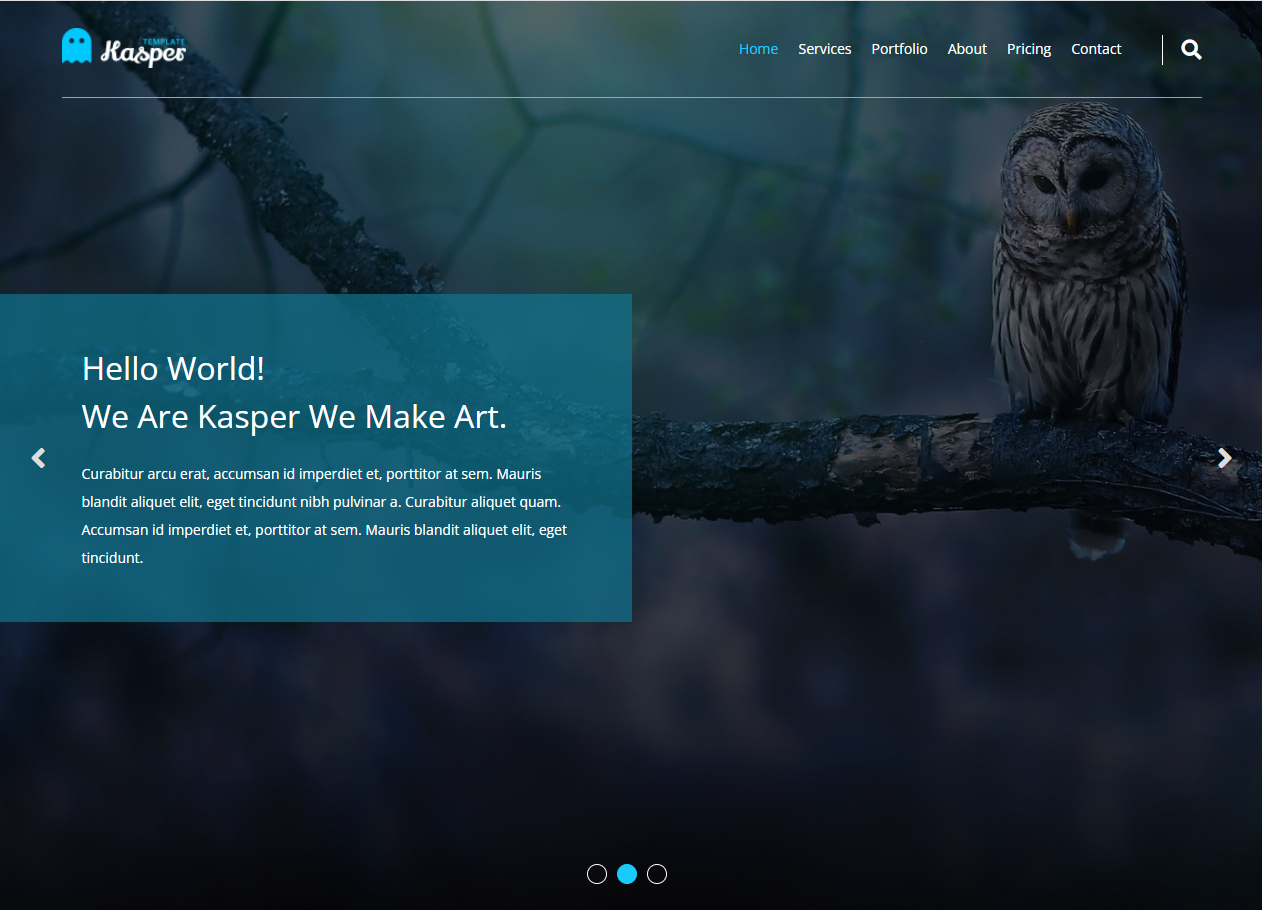 TEMPLATE
Kasper
Home Services Portfolio About Pricing Contact
Hello World!
We Are Kasper We Make Art.
Curabitur arcu erat, accumsan id imperdiet et, porttitor at sem. Mauris
blandit aliquet elit, eget tincidunt nibh pulvinar a. Curabitur aliquet quam.
Accumsan id imperdiet et, porttitor at sem. Mauris blandit aliquet elit, eget
tincidunt.